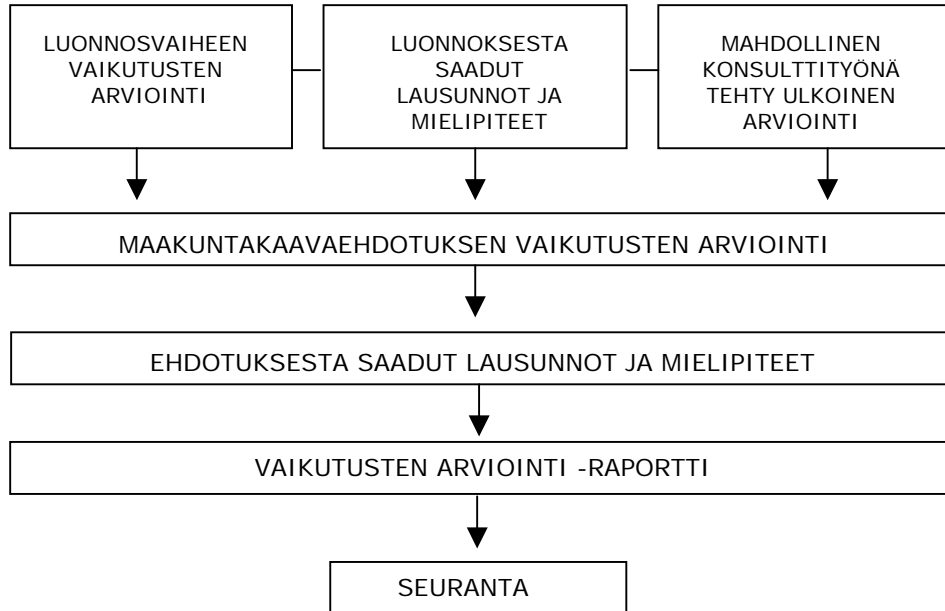 LUONNOSVAIHEEN
VAIKUTUSTEN
ARVIOINTI
LUONNOKSESTA
SAADUT
LAUSUNNOT JA
MIELIPITEET
MAHDOLLINEN
KONSULTTITYÖNÄ
TEHTY ULKOINEN
ARVIOINTI
MAAKUNTAKAAVAEHDOTUKSEN VAIKUTUSTEN ARVIOINTI
EHDOTUKSESTA SAADUT LAUSUNNOT JA MIELIPITEET
VAIKUTUSTEN ARVIOINTI -RAPORTTI
SEURANTA